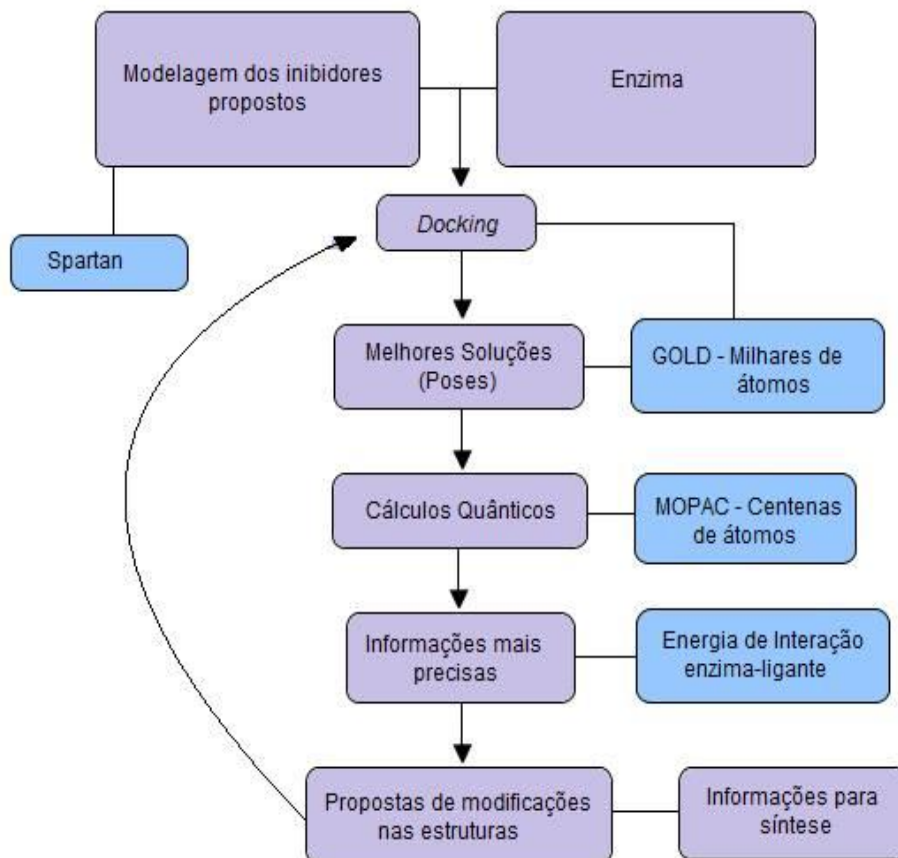 Modelagem dos inibidores
propostos
Enzima
Docking
Spartan
Melhores Soluções
(Poses)
GOLD - Milhares de
átomos
Cálculos Quânticos
MOPAC - Centenas
de átomos
Informações mais
precisas
Energia de Interação
enzima-ligante
Propostas de modificações
nas estruturas
Informações para
síntese